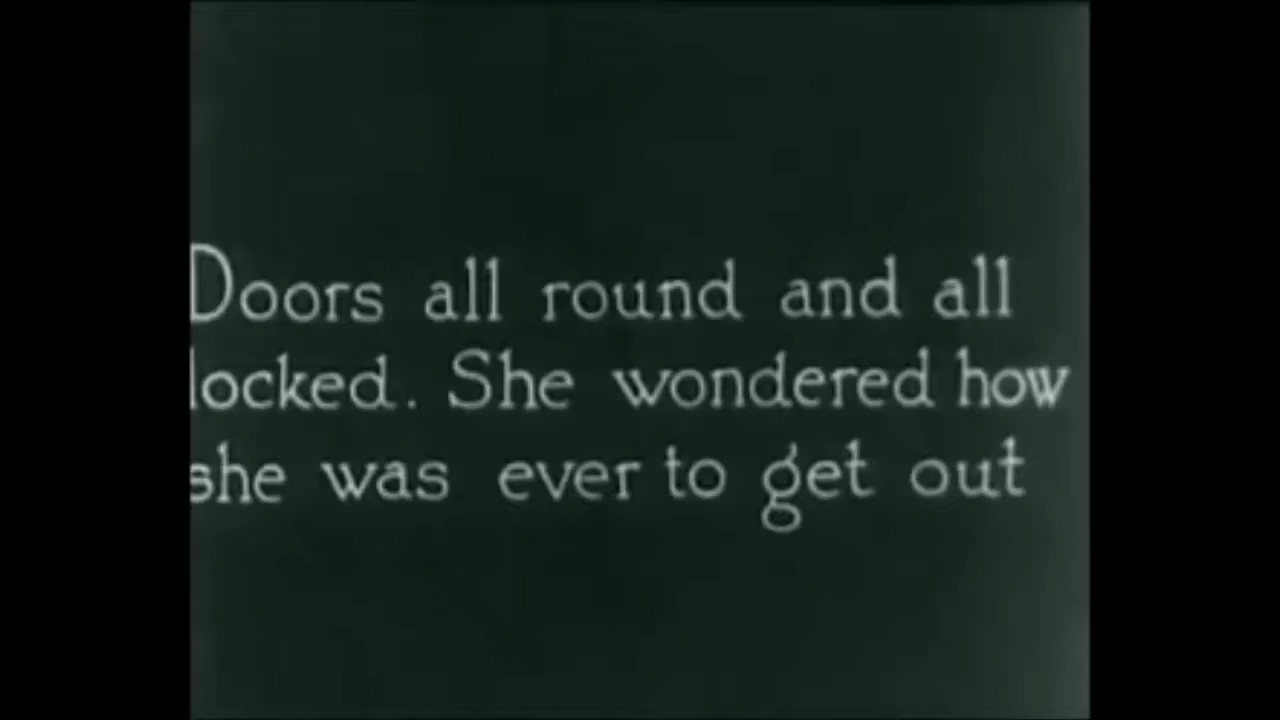 Doors all round and all
locked. She wondered how
she was ever to get out